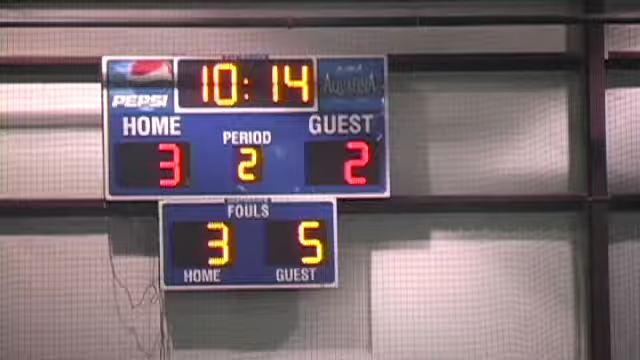 10:14
PEPSI
AQUAFINA
HOME
GUEST
PERIOD
3
2
2
FOULS
3
5
HOME
GUEST